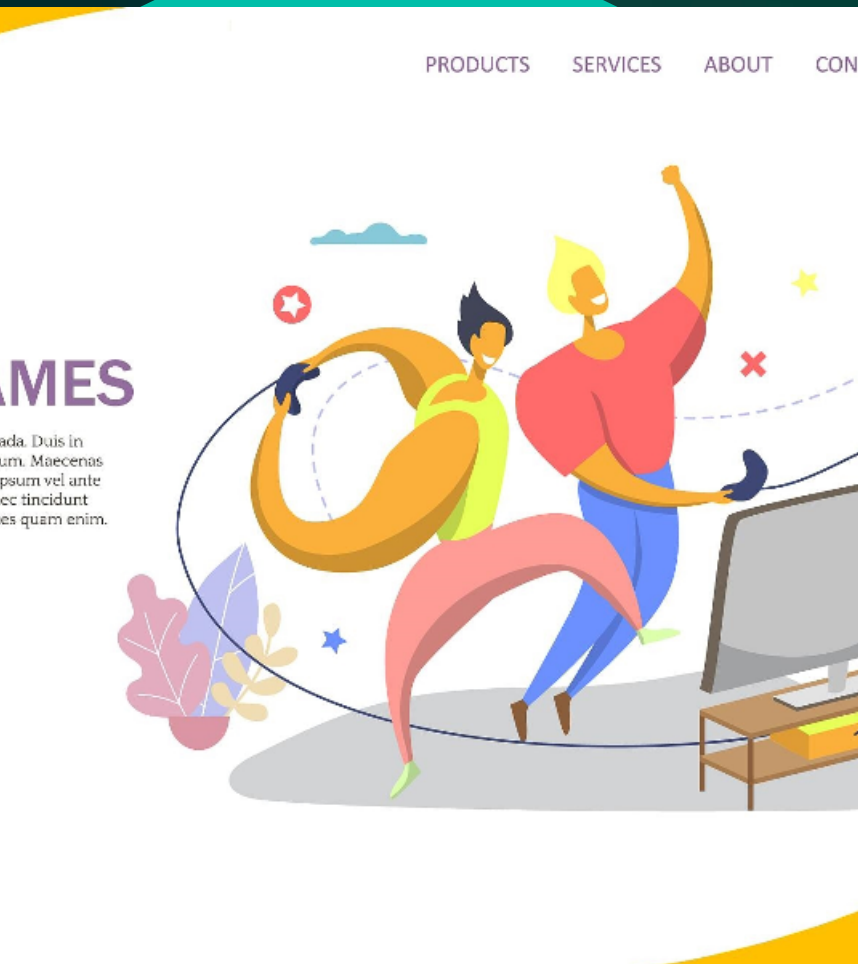 PRODUCTS SERVICES ABOUT CON
AMES
ada. Duis in
um. Maecenas
psum vel ante
ec tincidunt
es quam enim.